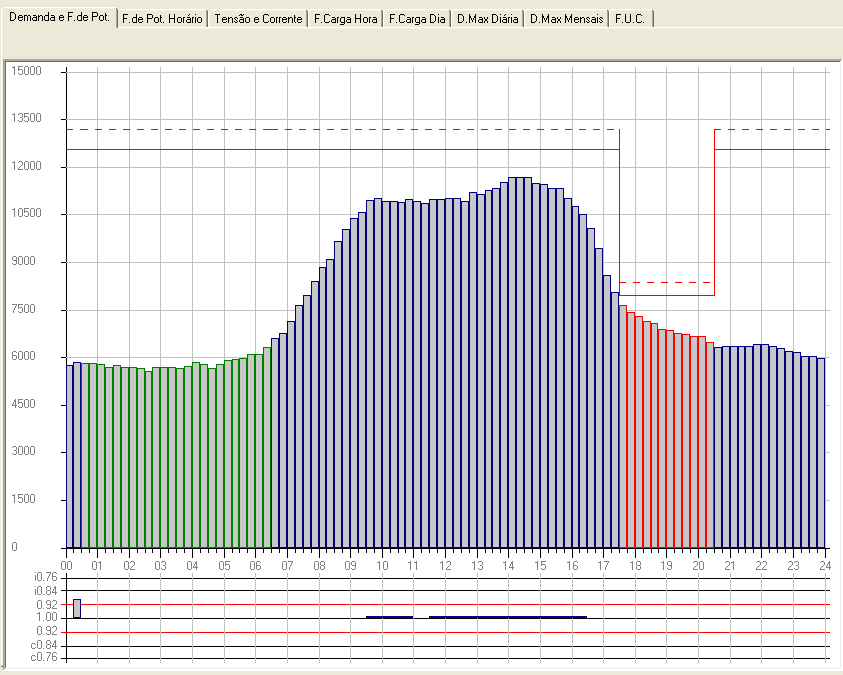 Demanda e F.de Pot. F.de Pot. Horário Tensão e Corrente F.Carga Hora F.Carga Dia D.Max Diária D.Max Mensais F.U.C.
15000
13500
12000
10500
9000
7500
6000
4500
3000
1500
0
00 01 02 03 04 05 06 07 08 09 10 11 12 13 14 15 16 17 18 19 20 21 22 23 24
i0.76
i0.84
0.92
1.00
0.92
c0.84
c0.76